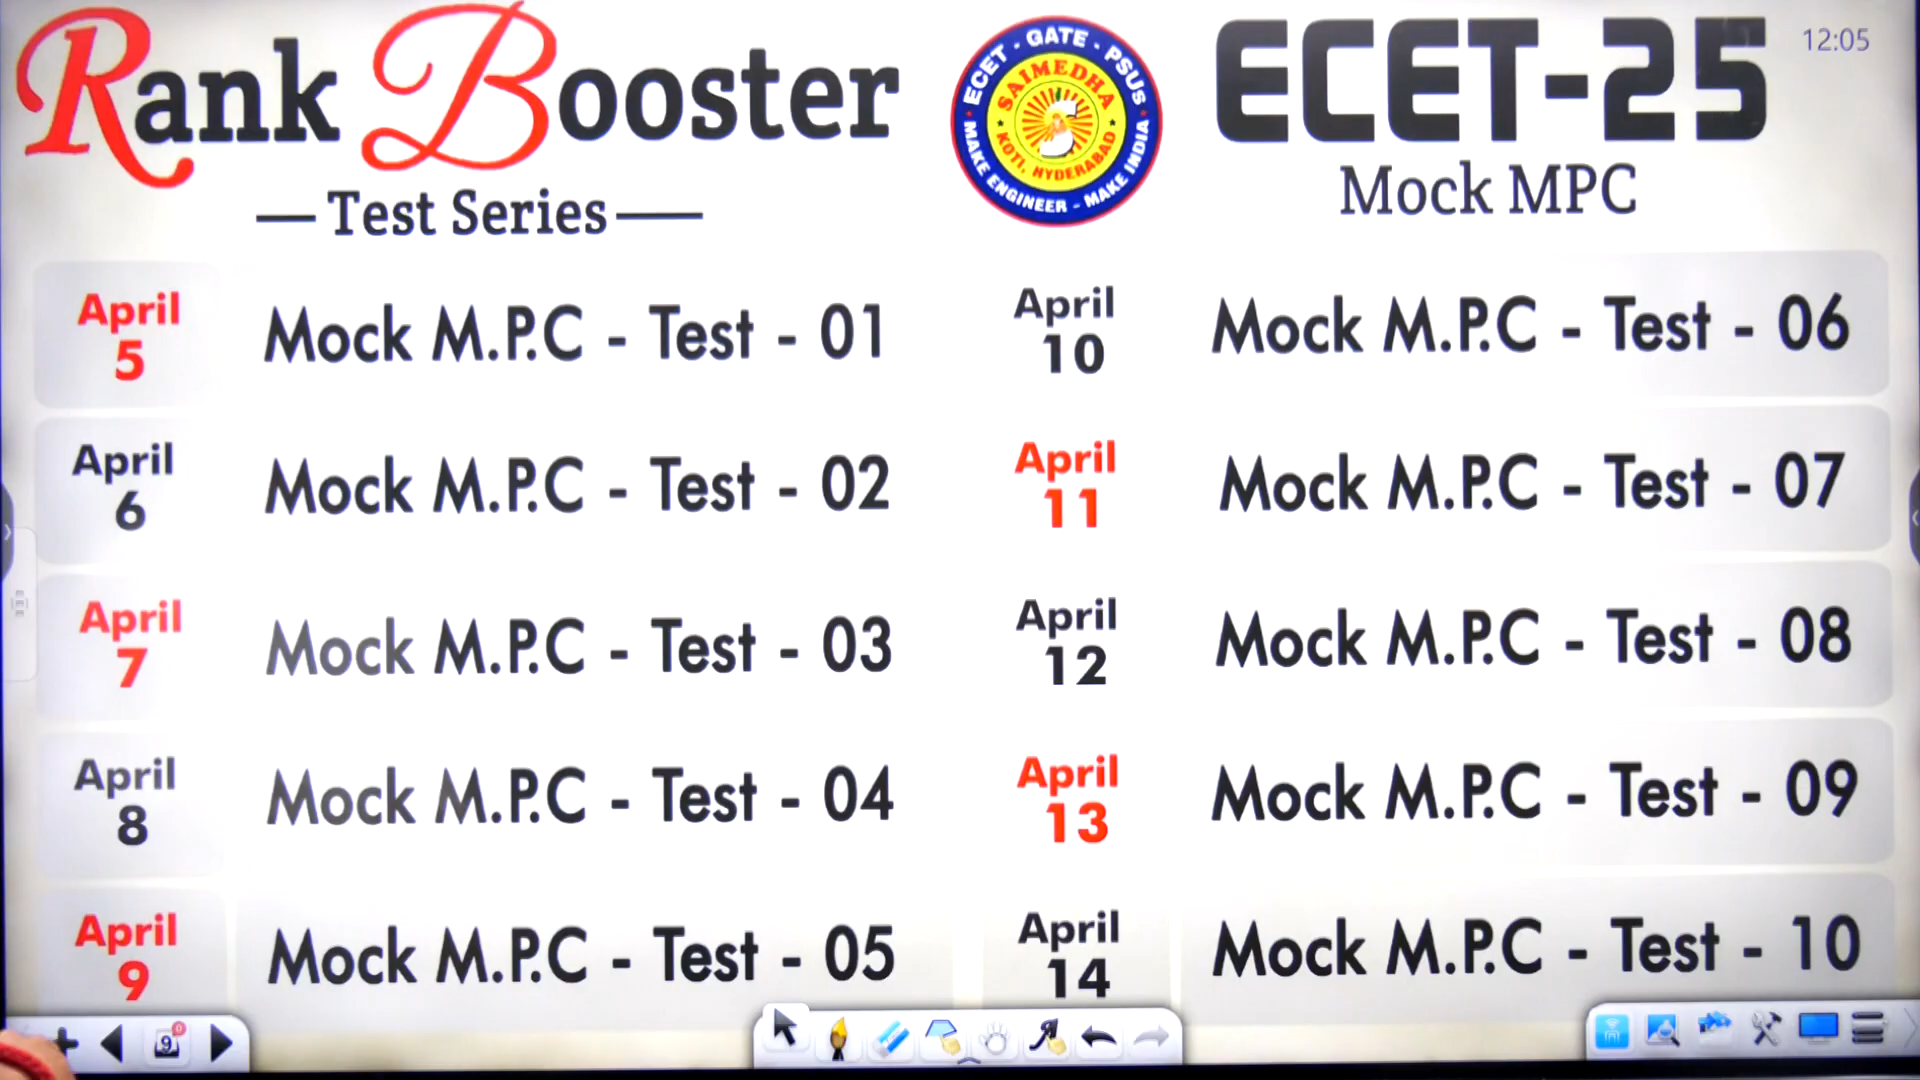 Rank Booster
Test Series
ECET - GATE - PSUS
SAIMEDHA
KOTI, HYDERABAD
MAKE ENGINEER - MAKE INDIA
ECET-25
Mock MPC
12:05
April 5
Mock M.P.C - Test - 01
April 6
Mock M.P.C - Test - 02
April 7
Mock M.P.C - Test - 03
April 8
Mock M.P.C - Test - 04
April 9
Mock M.P.C - Test - 05
April 10
Mock M.P.C - Test - 06
April 11
Mock M.P.C - Test - 07
April 12
Mock M.P.C - Test - 08
April 13
Mock M.P.C - Test - 09
April 14
Mock M.P.C - Test - 10
9
0